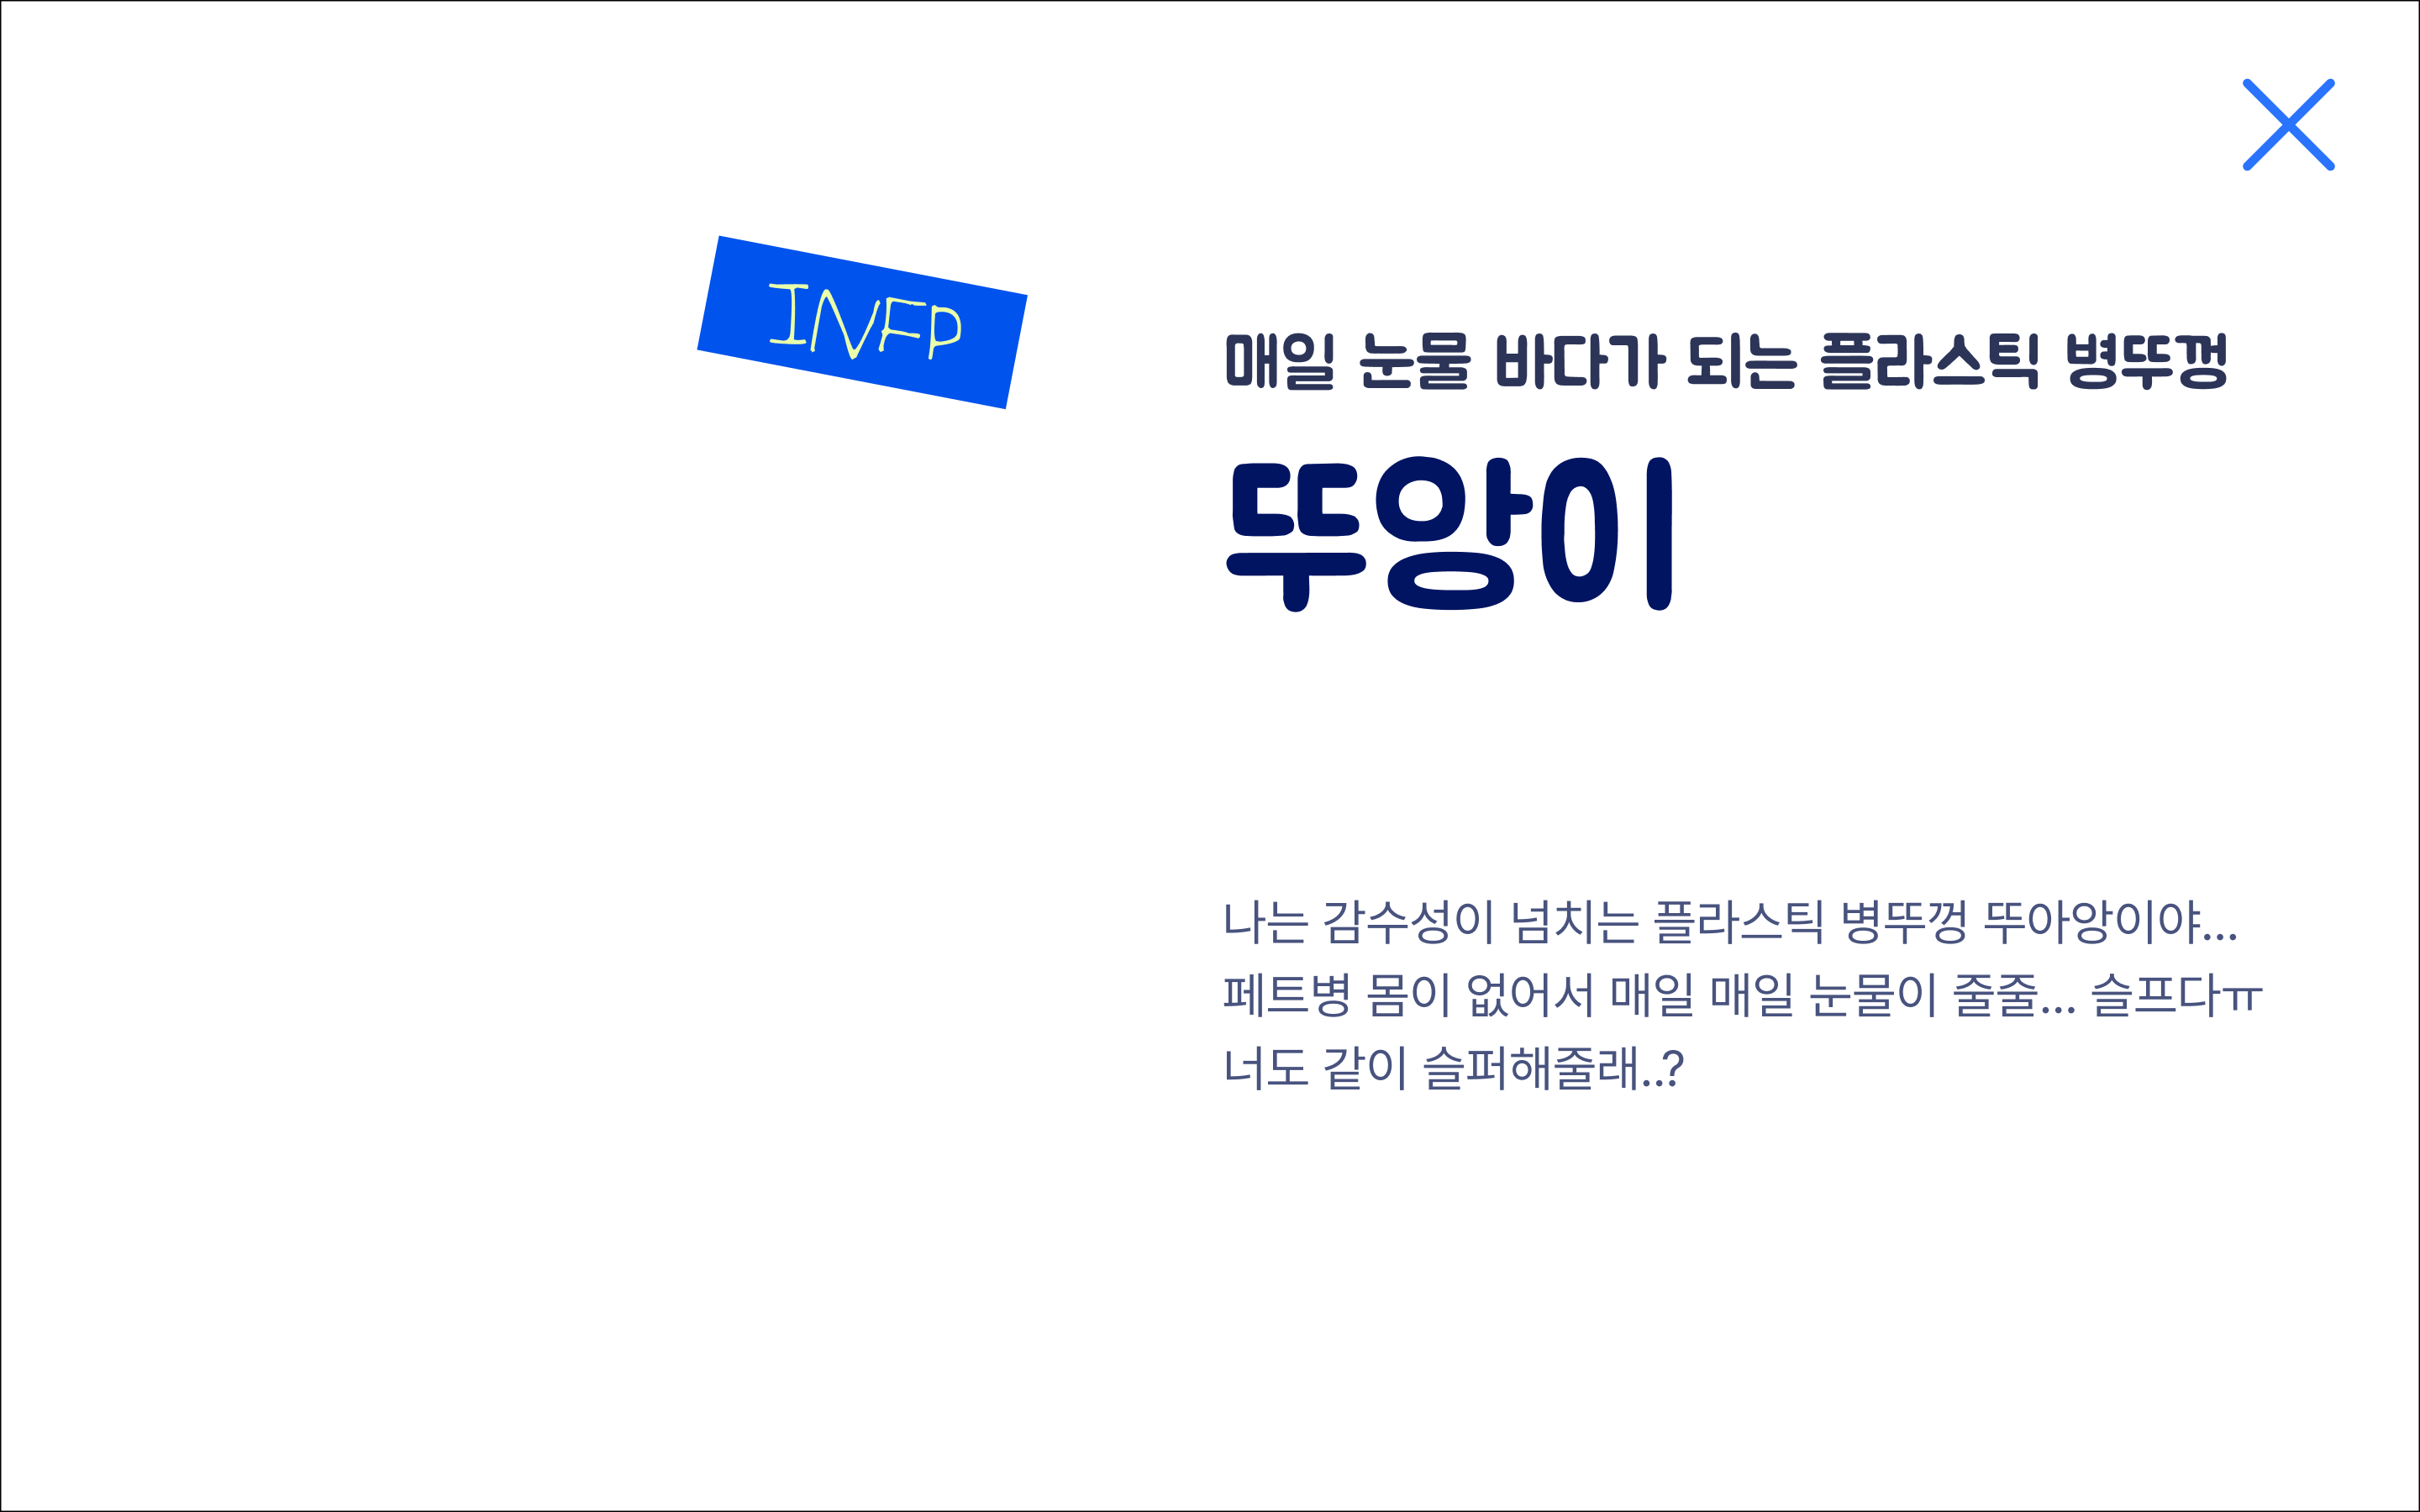 INFP
매일 눈물 바다가 되는 플라스틱 병뚜껑
뚜앙이
나는 감수성이 넘치는 플라스틱 병뚜껑 뚜아앙이야...
페트병 몸이 없어서 매일 매일 눈물이 줄줄... 슬프다ㅠ
너도 같이 슬퍼해줄래..?